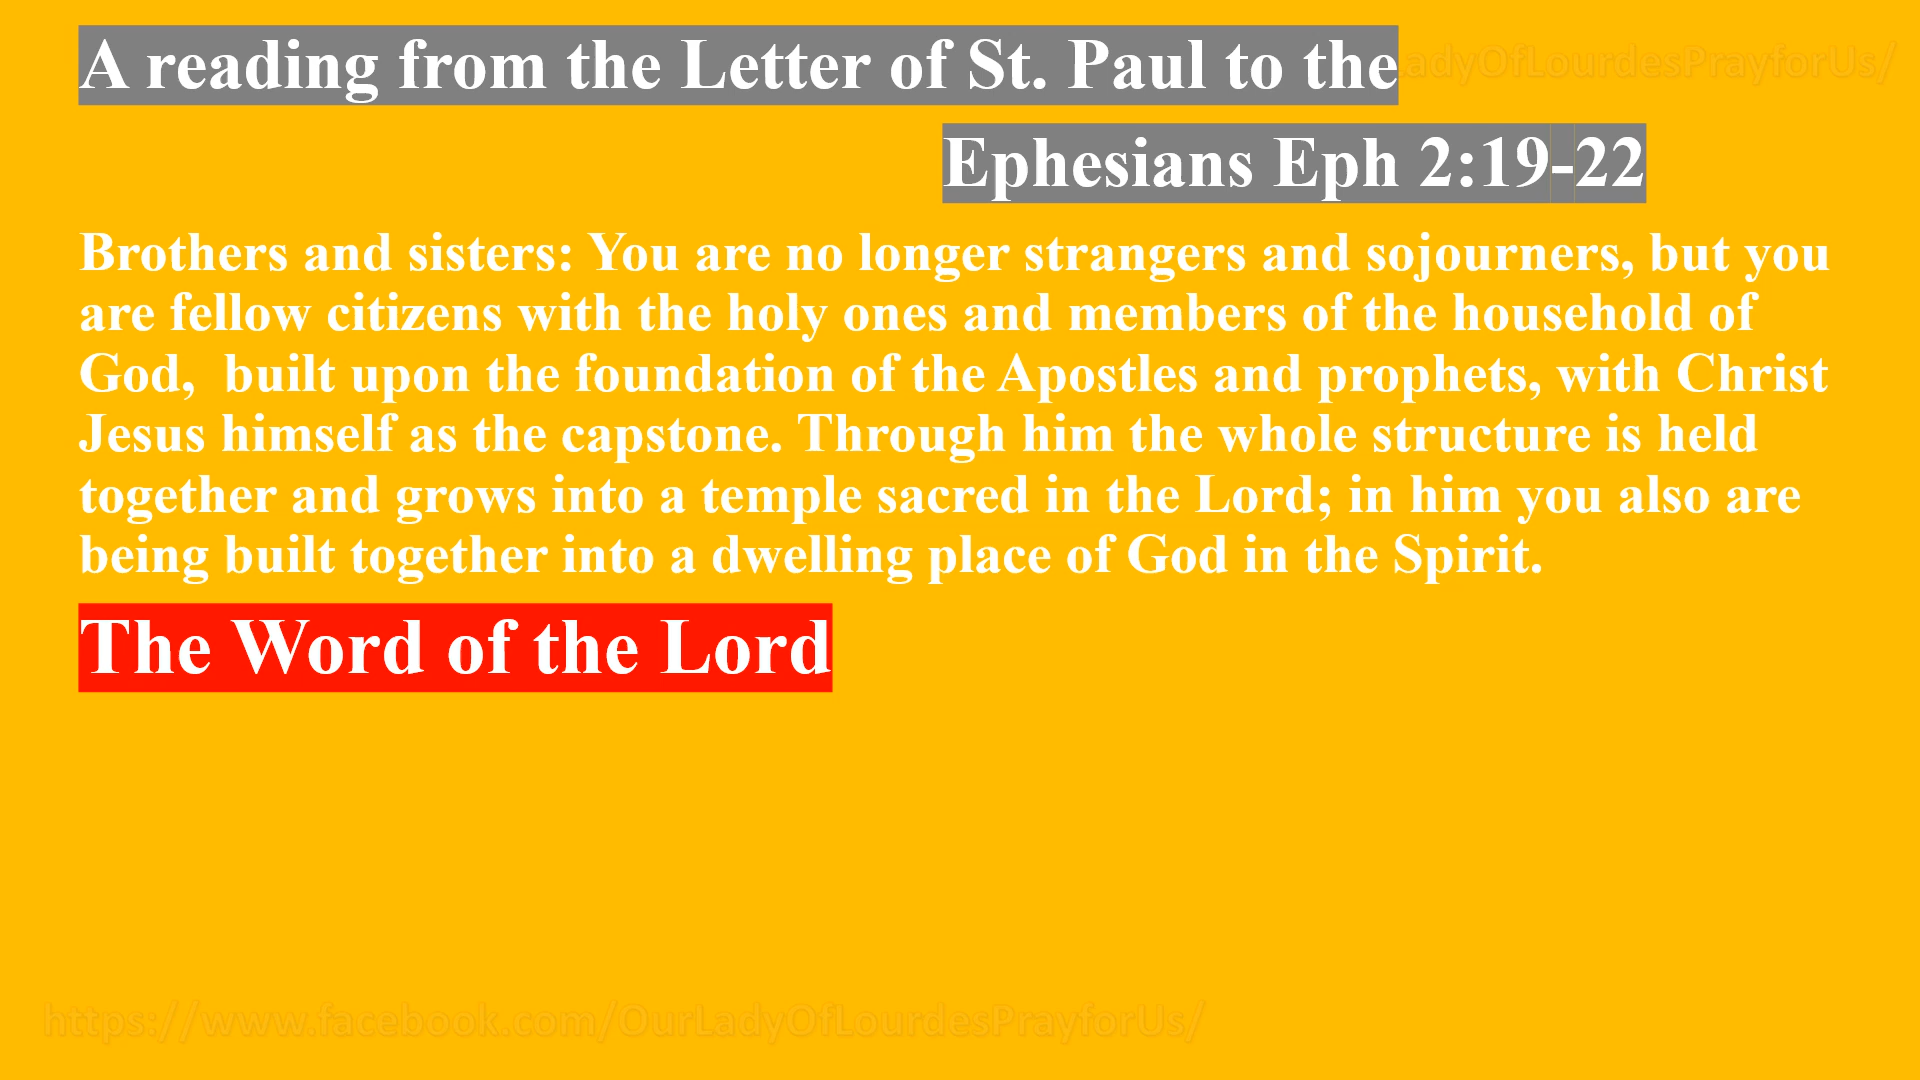 A reading from the Letter of St. Paul to the
adyOfLourdesPrayforUs/
Ephesians Eph 2:19-22
Brothers and sisters: You are no longer strangers and sojourners, but you
are fellow citizens with the holy ones and members of the household of
God,  built upon the foundation of the Apostles and prophets, with Christ
Jesus himself as the capstone. Through him the whole structure is held
together and grows into a temple sacred in the Lord; in him you also are
being built together into a dwelling place of God in the Spirit.
The Word of the Lord
https://www.facebook.com/OurLadyOfLourdesPrayforUs/